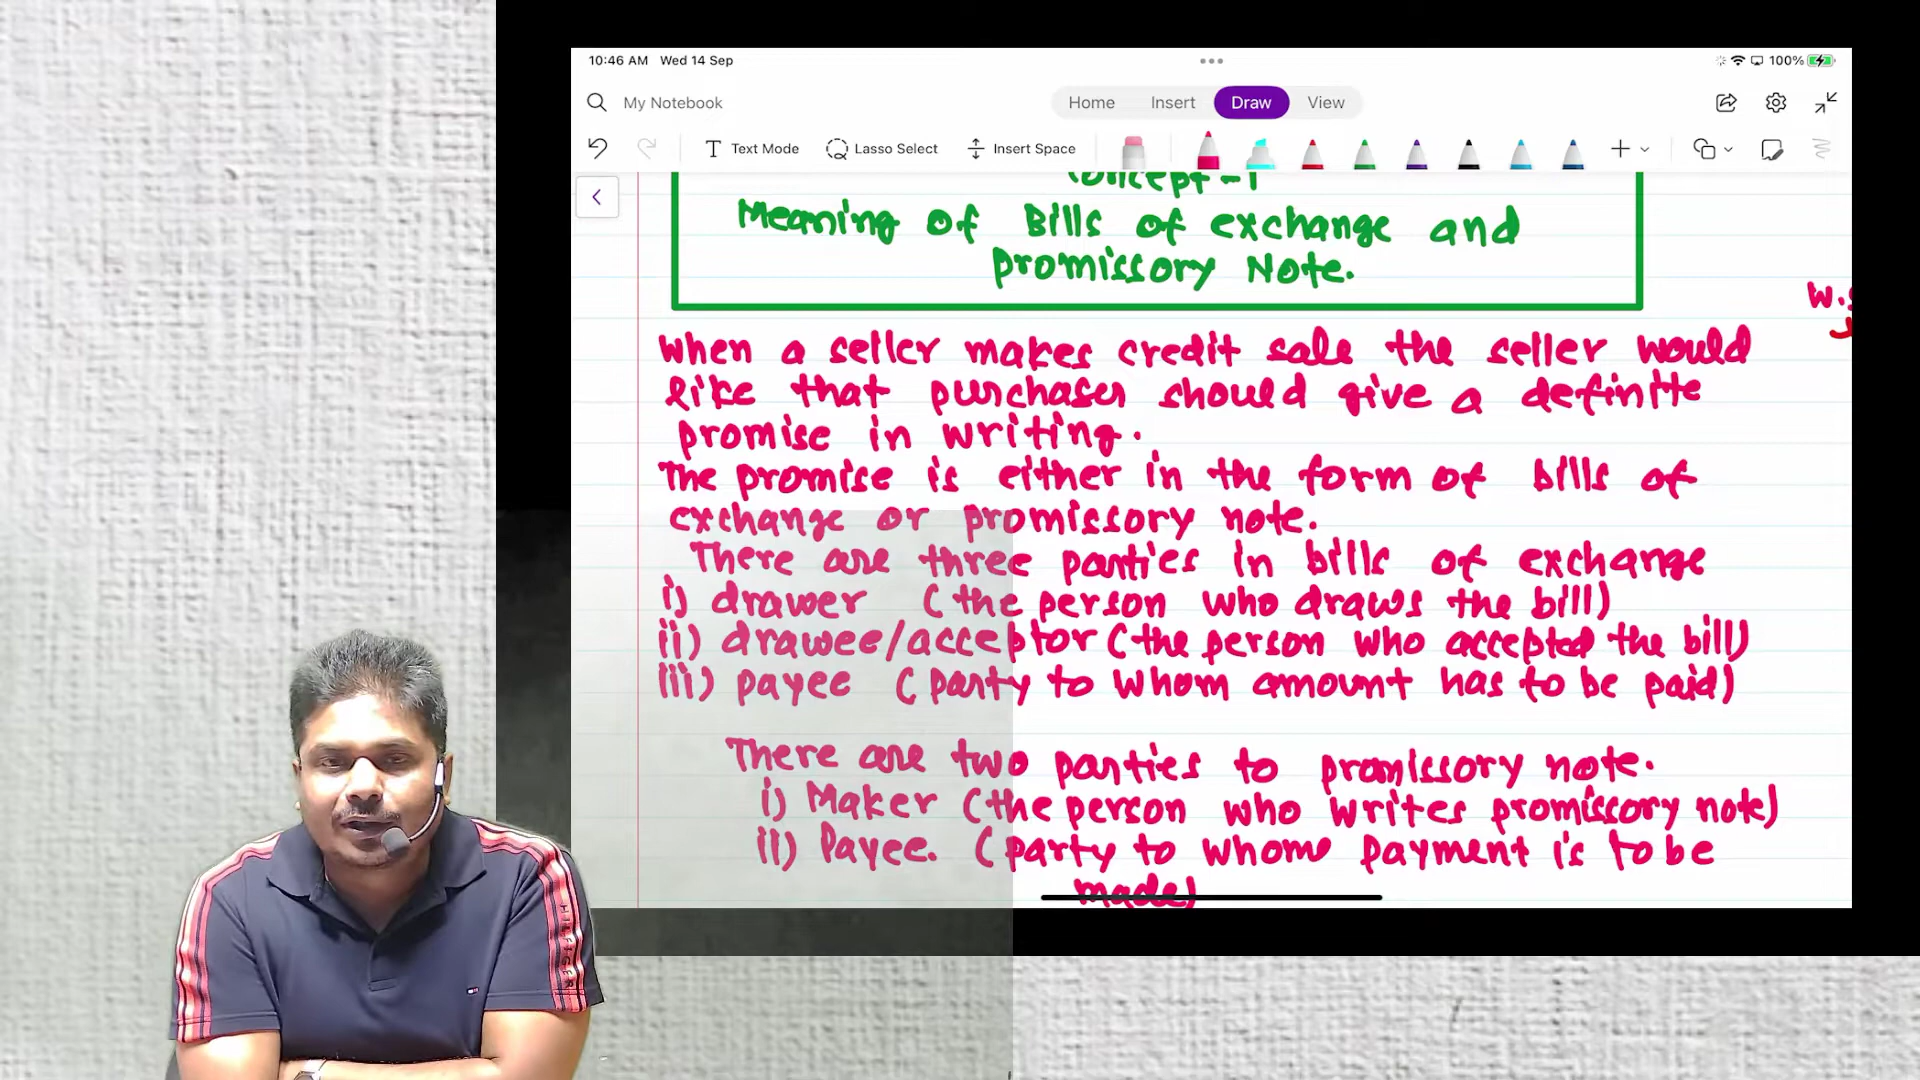 10:46 AM Wed 14 Sep
100%
My Notebook
Home Insert Draw View
Text Mode Lasso Select Insert Space
Concept-1
Meaning of Bills of exchange and
promissory Note.
W.
When a seller makes credit sale the seller would
like that purchaser should give a definite
promise in writing.
The promise is either in the form of bills of
exchange or promissory note.
There are three parties in bills of exchange
i) drawer (the person who draws the bill)
ii) drawee/acceptor (the person who accepted the bill)
iii) payee (party to whom amount has to be paid)
There are two parties to promissory note.
i) Maker (the person who writes promissory note)
ii) Payee. (party to whom payment is to be
made)
HILFIGER